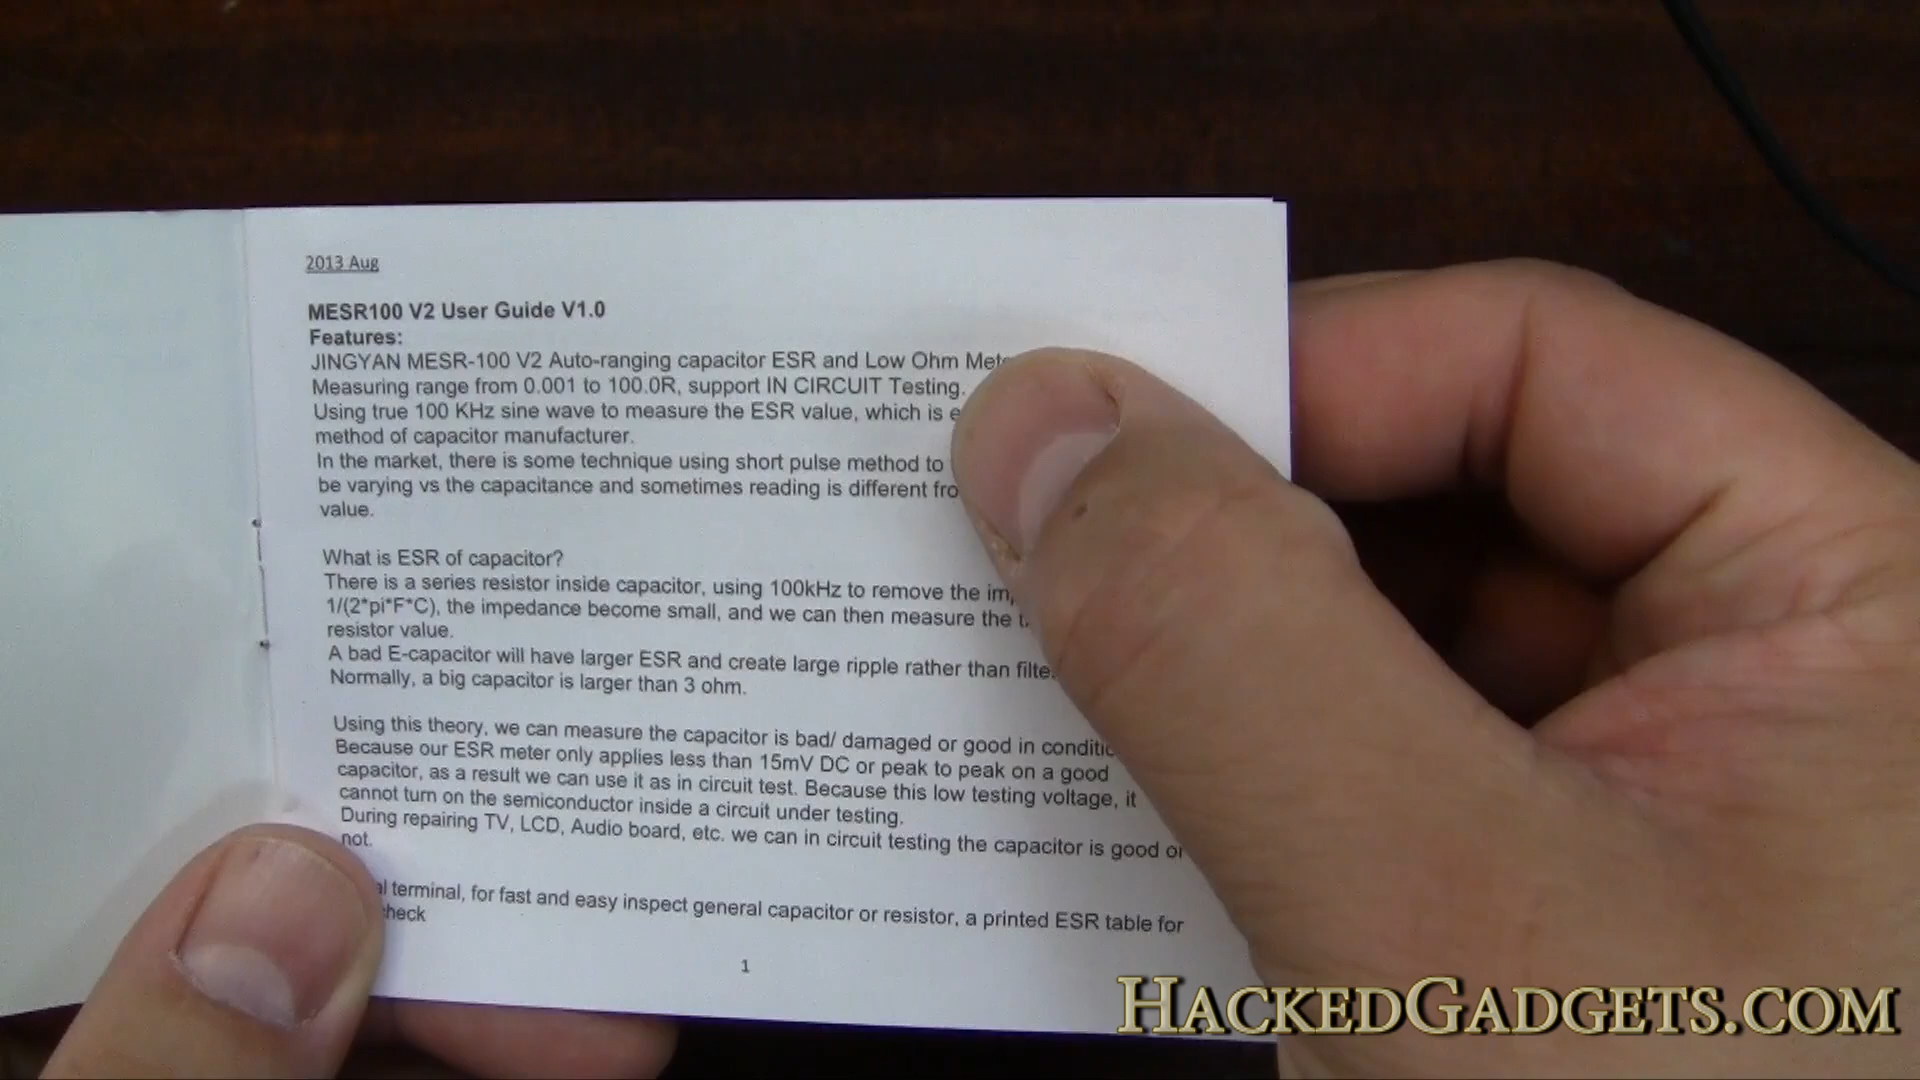 2013 Aug
MESR100 V2 User Guide V1.0
Features:
JINGYAN MESR-100 V2 Auto-ranging capacitor ESR and Low Ohm
Measuring range from 0.001 to 100.0R, support IN CIRCUIT Testing.
Using true 100 KHz sine wave to measure the ESR value, which is
method of capacitor manufacturer.
In the market, there is some technique using short pulse method to
be varying vs the capacitance and sometimes reading is different
value.
What is ESR of capacitor?
There is a series resistor inside capacitor, using 100kHz to remove the
1/(2*pi*F*C), the impedance become small, and we can then measure the
resistor value.
A bad E-capacitor will have larger ESR and create large ripple rather than
Normally, a big capacitor is larger than 3 ohm.
Using this theory, we can measure the capacitor is bad/ damaged or good in
Because our ESR meter only applies less than 15mV DC or peak to peak on a good
capacitor, as a result we can use it as in circuit test. Because this low testing voltage, it
cannot turn on the semiconductor inside a circuit under testing.
During repairing TV, LCD, Audio board, etc. we can in circuit testing the capacitor is good or
not.
terminal, for fast and easy inspect general capacitor or resistor, a printed ESR table for
check
1
HACKEDGADGETS.COM